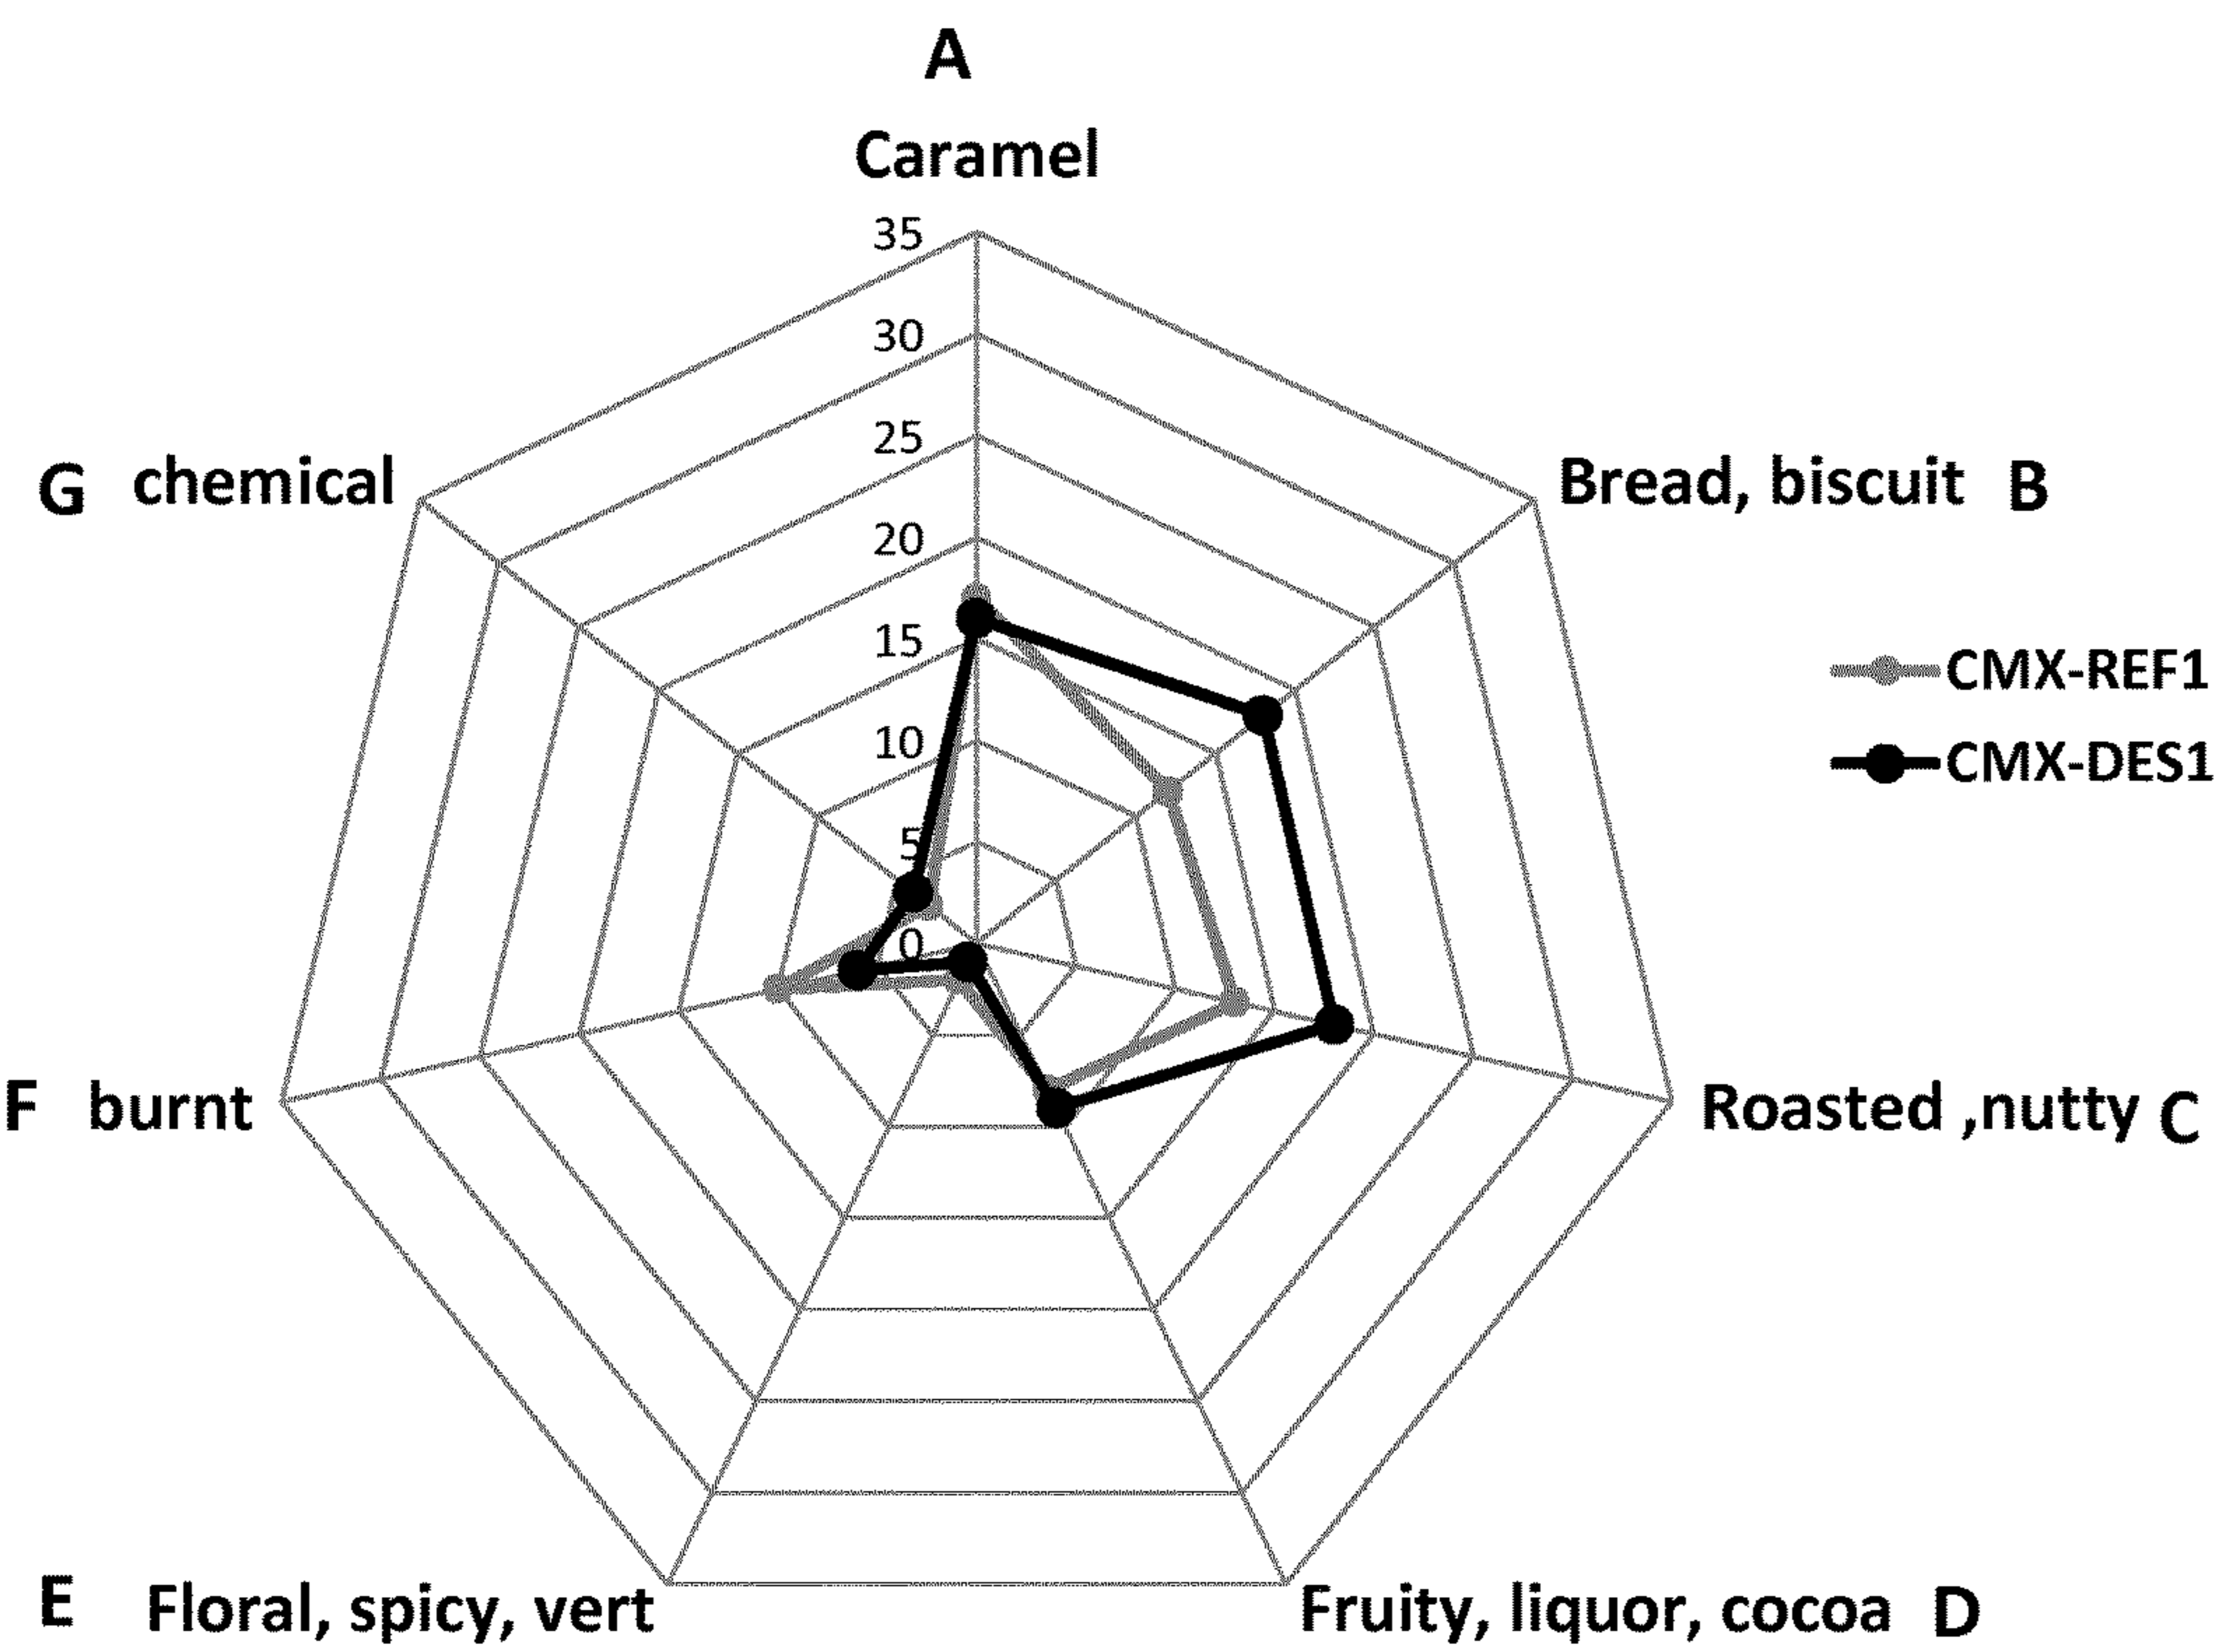 A
Caramel
35
30
25
20
15
10
5
0
G chemical
Bread, biscuit B
CMX-REF1
CMX-DES1
F burnt
Roasted ,nutty C
E Floral, spicy, vert
Fruity, liquor, cocoa D